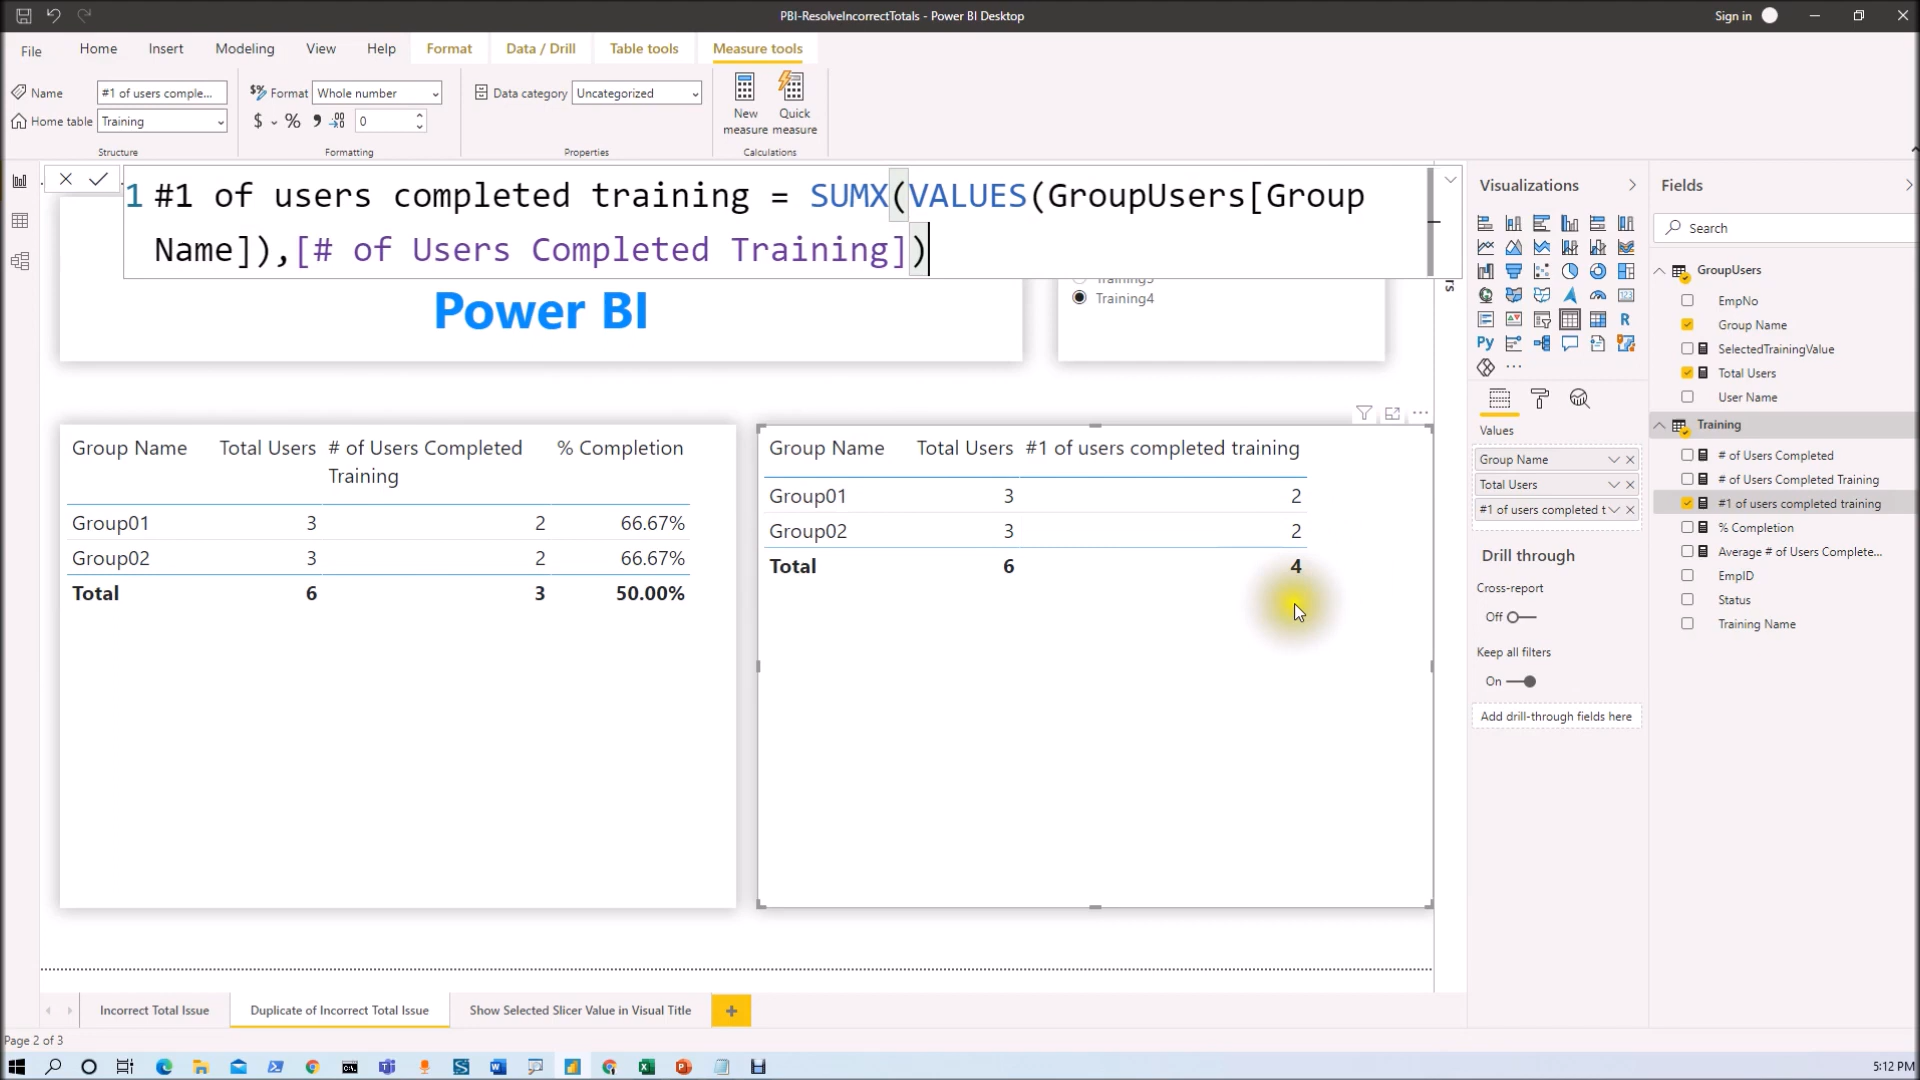 PBI-ResolveIncorrectTotals - Power BI Desktop
Sign in
File
Home
Insert
Modeling
View
Help
Format
Data / Drill
Table tools
Measure tools
Name
#1 of users comple...
Home table
Training
Structure
Format
Whole number
$ % 9 0
Formatting
Data category
Uncategorized
Properties
New measure
Quick measure
Calculations
1 #1 of users completed training = SUMX(VALUES(GroupUsers[Group
Name]),[# of Users Completed Training])
Power BI
Training4
Group Name Total Users # of Users Completed % Completion
Training
Group01 3 2 66.67%
Group02 3 2 66.67%
Total 6 3 50.00%
Group Name Total Users #1 of users completed training
Group01 3 2
Group02 3 2
Total 6 4
Visualizations
R
Py
Values
Group Name
Total Users
#1 of users completed t
Drill through
Cross-report
Off
Keep all filters
On
Add drill-through fields here
Fields
Search
GroupUsers
EmpNo
Group Name
SelectedTrainingValue
Total Users
User Name
Training
# of Users Completed
# of Users Completed Training
#1 of users completed training
% Completion
Average # of Users Complete...
EmpID
Status
Training Name
Incorrect Total Issue
Duplicate of Incorrect Total Issue
Show Selected Slicer Value in Visual Title
Page 2 of 3
5:12 PM